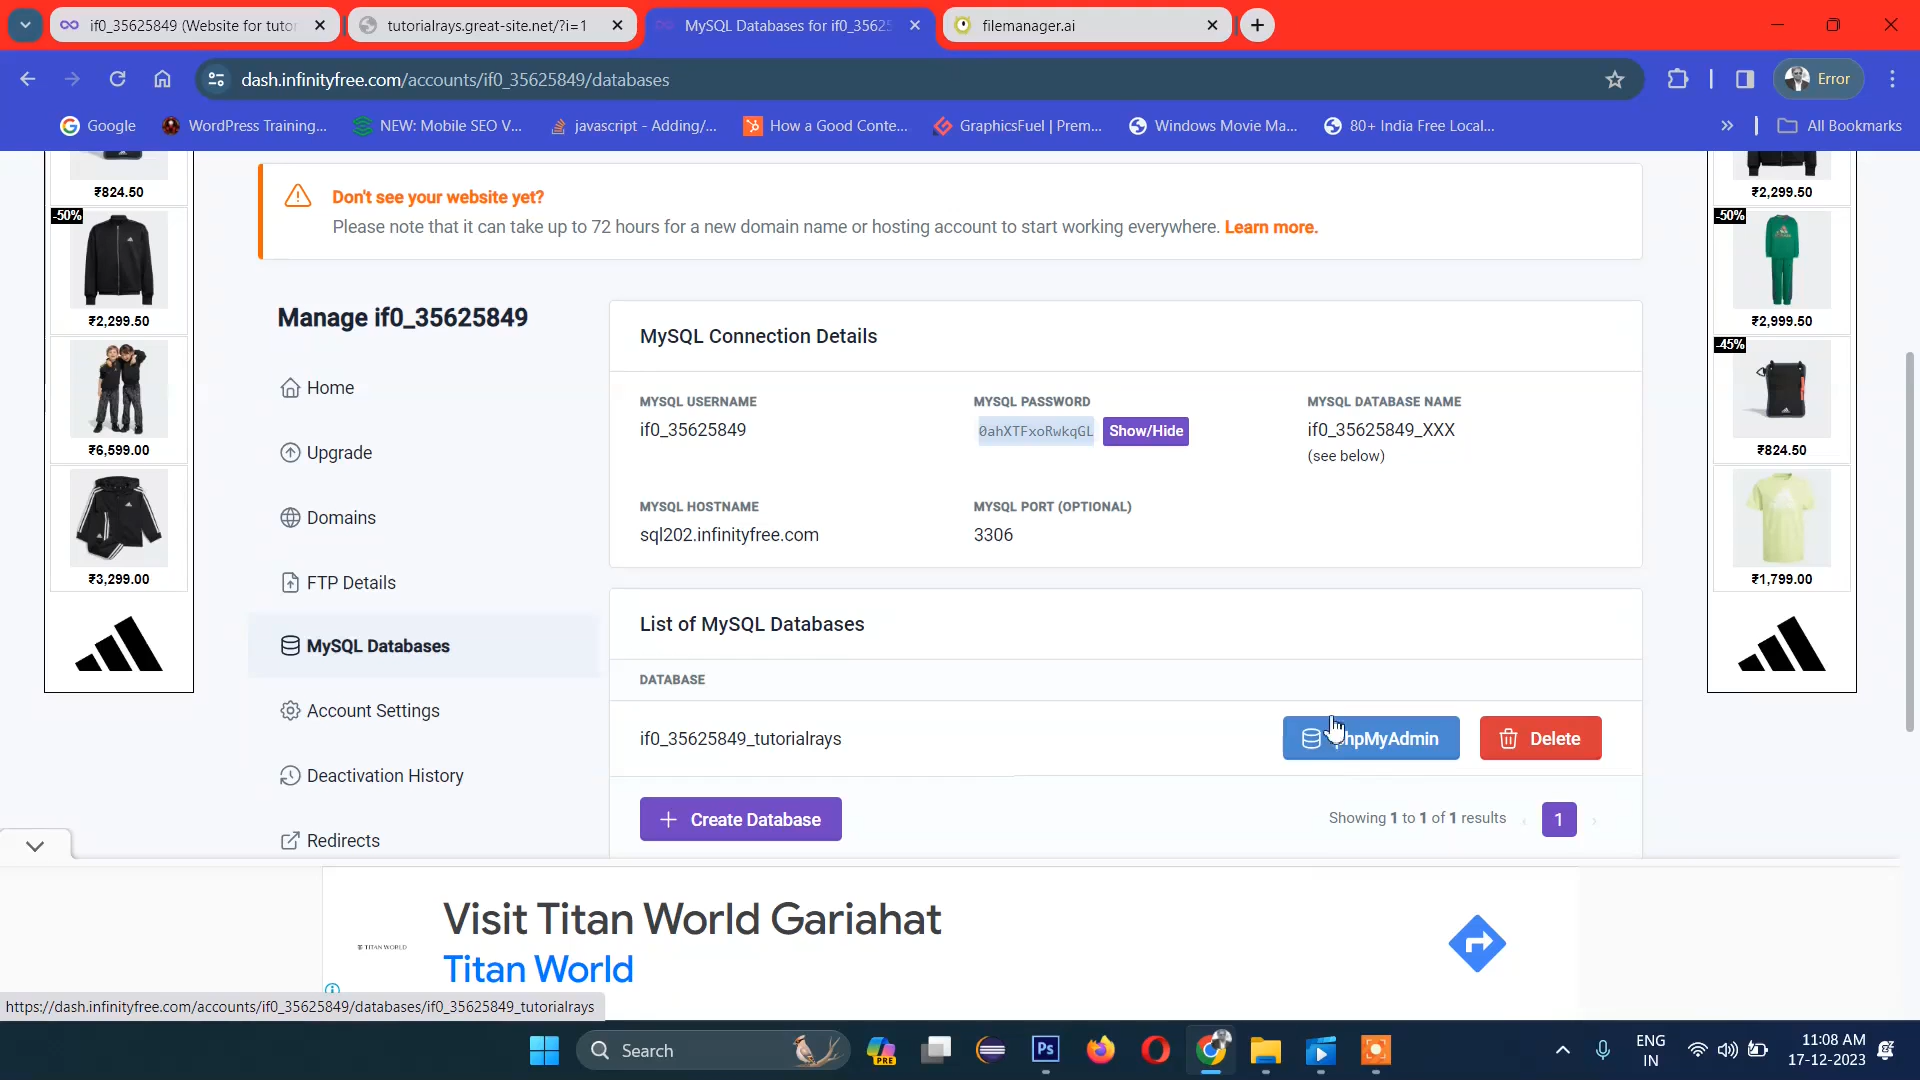 if0_35625849 (Website for tutor
tutorialrays.great-site.net/?i=1
MySQL Databases for if0_35625
filemanager.ai
dash.infinityfree.com/accounts/if0_35625849/databases
Error
Google
WordPress Training...
NEW: Mobile SEO V...
javascript - Adding/...
How a Good Conte...
GraphicsFuel | Prem...
Windows Movie Ma...
80+ India Free Local...
All Bookmarks
₹824.50
-50%
₹2,299.50
₹6,599.00
₹3,299.00
Don't see your website yet?
Please note that it can take up to 72 hours for a new domain name or hosting account to start working everywhere. Learn more.
Manage if0_35625849
Home
Upgrade
Domains
FTP Details
MySQL Databases
Account Settings
Deactivation History
Redirects
MySQL Connection Details
MYSQL USERNAME
if0_35625849
MYSQL PASSWORD
0ahXTFxoRwkqGL Show/Hide
MYSQL DATABASE NAME
if0_35625849_XXX
(see below)
MYSQL HOSTNAME
sql202.infinityfree.com
MYSQL PORT (OPTIONAL)
3306
List of MySQL Databases
DATABASE
if0_35625849_tutorialrays
Delete
Create Database
Showing 1 to 1 of 1 results
1
₹2,299.50
-50%
₹2,999.50
-45%
₹824.50
₹1,799.00
TITAN WORLD
Visit Titan World Gariahat
Titan World
https://dash.infinityfree.com/accounts/if0_35625849/databases/if0_35625849_tutorialrays
Search
PRE
Ps
ENG
IN
11:08 AM
17-12-2023